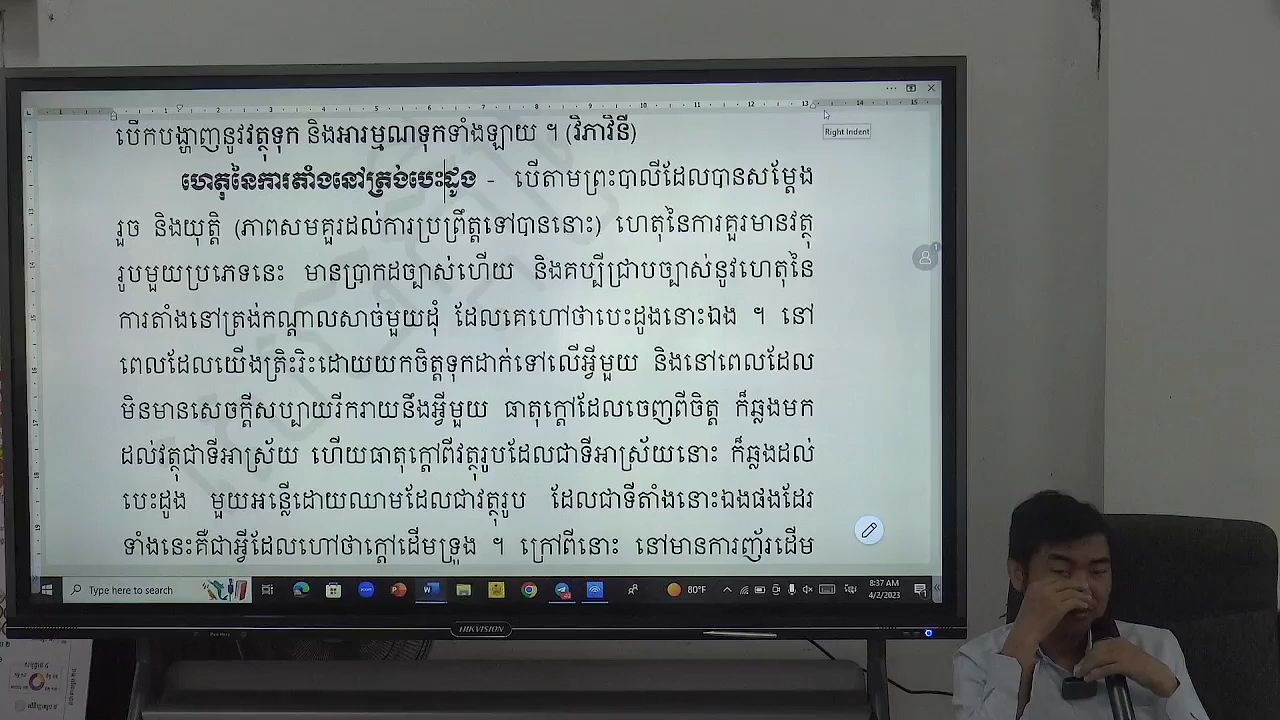 បើកបង្ហាញនូវវត្ថុទុក និងអារម្មណទុកទាំងឡាយ ។ (វិភាវិនី)
Right Indent
ហេតុនៃការតាំងនៅត្រង់បេះដូង - បើតាមព្រះបាលីដែលបានសម្ដែង
រួច និងយុត្តិ (ភាពសមគួរដល់ការប្រព្រឹត្តទៅបាននោះ) ហេតុនៃការគួរមានវត្ថុ
រូបមួយប្រភេទនេះ មានប្រាកដច្បាស់ហើយ និងគប្បីជ្រាបច្បាស់នូវហេតុនៃ
ការតាំងនៅត្រង់កណ្ដាលសាច់មួយដុំ ដែលគេហៅថាបេះដូងនោះឯង ។ នៅ
ពេលដែលយើងត្រិះរិះដោយយកចិត្តទុកដាក់ទៅលើអ្វីមួយ និងនៅពេលដែល
មិនមានសេចក្ដីសប្បាយរីករាយនឹងអ្វីមួយ ធាតុក្ដៅដែលចេញពីចិត្ត ក៏ឆ្លងមក
ដល់វត្ថុជាទីអាស្រ័យ ហើយធាតុក្ដៅពីវត្ថុរូបដែលជាទីអាស្រ័យនោះ ក៏ឆ្លងដល់
បេះដូង មួយអន្លើដោយឈាមដែលជាវត្ថុរូប ដែលជាទីតាំងនោះឯងផងដែរ
ទាំងនេះគឺជាអ្វីដែលហៅថាក្ដៅដើមទ្រូង ។ ក្រៅពីនោះ នៅមានការញ័រដើម
Type here to search
80°F
8:37 AM
4/2/2023
HIKVISION